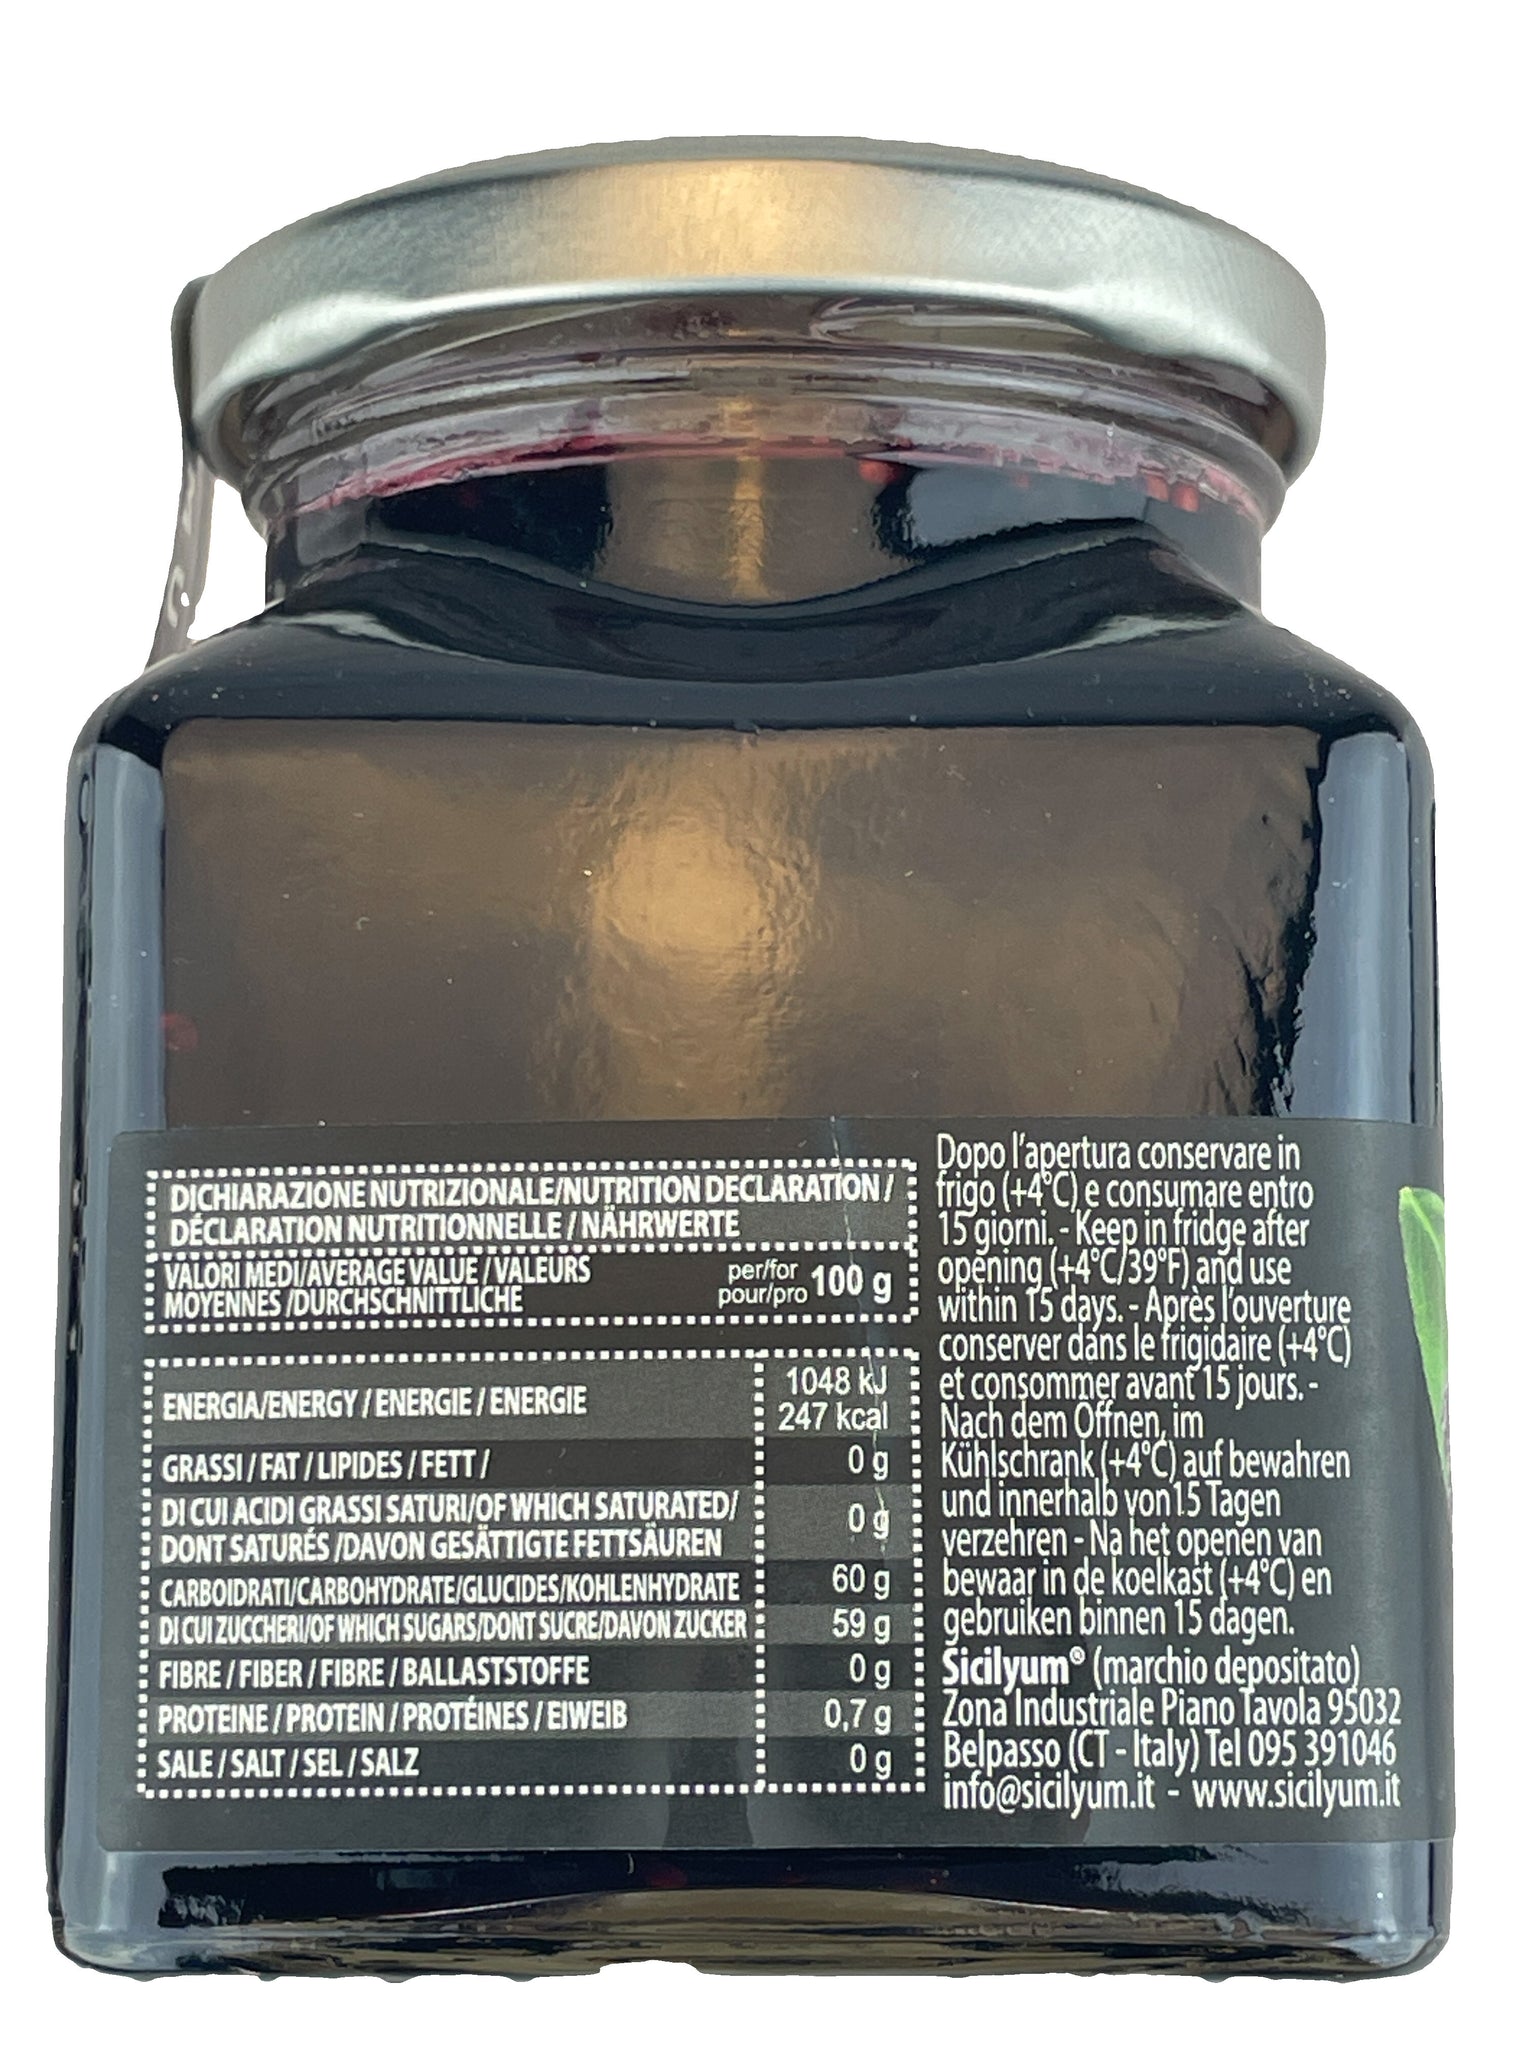 DICHIARAZIONE NUTRIZIONALE/NUTRITION DECLARATION /
DÉCLARATION NUTRITIONNELLE / NÄHRWERTE
VALORI MEDI/AVERAGE VALUE / VALEURS
MOYENNES /DURCHSCHNITTLICHE
per/for
pour/pro 100 g
ENERGIA/ENERGY / ENERGIE / ENERGIE
1048 kJ
247 kcal
GRASSI / FAT / LIPIDES / FETT / 0 g
DI CUI ACIDI GRASSI SATURI/OF WHICH SATURATED/
DONT SATURÉS /DAVON GESÄTTIGTE FETTSÄUREN
0 g
CARBOIDRATI/CARBOHYDRATE/GLUCIDES/KOHLENHYDRATE 60 g
DI CUI ZUCCHERI/OF WHICH SUGARS/DONT SUCRE/DAVON ZUCKER 59 g
FIBRE / FIBER / FIBRE / BALLASTSTOFFE 0 g
PROTEINE / PROTEIN / PROTÉINES / EIWEIB 0,7 g
SALE / SALT / SEL / SALZ 0 g
Dopo l'apertura conservare in
frigo (+4°C) e consumare entro
15 giorni. - Keep in fridge after
opening (+4°C/39°F) and use
within 15 days. - Après l'ouverture
conserver dans le frigidaire (+4°C)
et consommer avant 15 jours. -
Nach dem Öffnen, im
Kühlschrank (+4°C) auf bewahren
und innerhalb von 15 Tagen
verzehren - Na het openen van
bewaar in de koelkast (+4°C) en
gebruiken binnen 15 dagen.
Sicilyum® (marchio depositato)
Zona Industriale Piano Tavola 95032
Belpasso (CT - Italy) Tel 095 391046
info@sicilyum.it - www.sicilyum.it